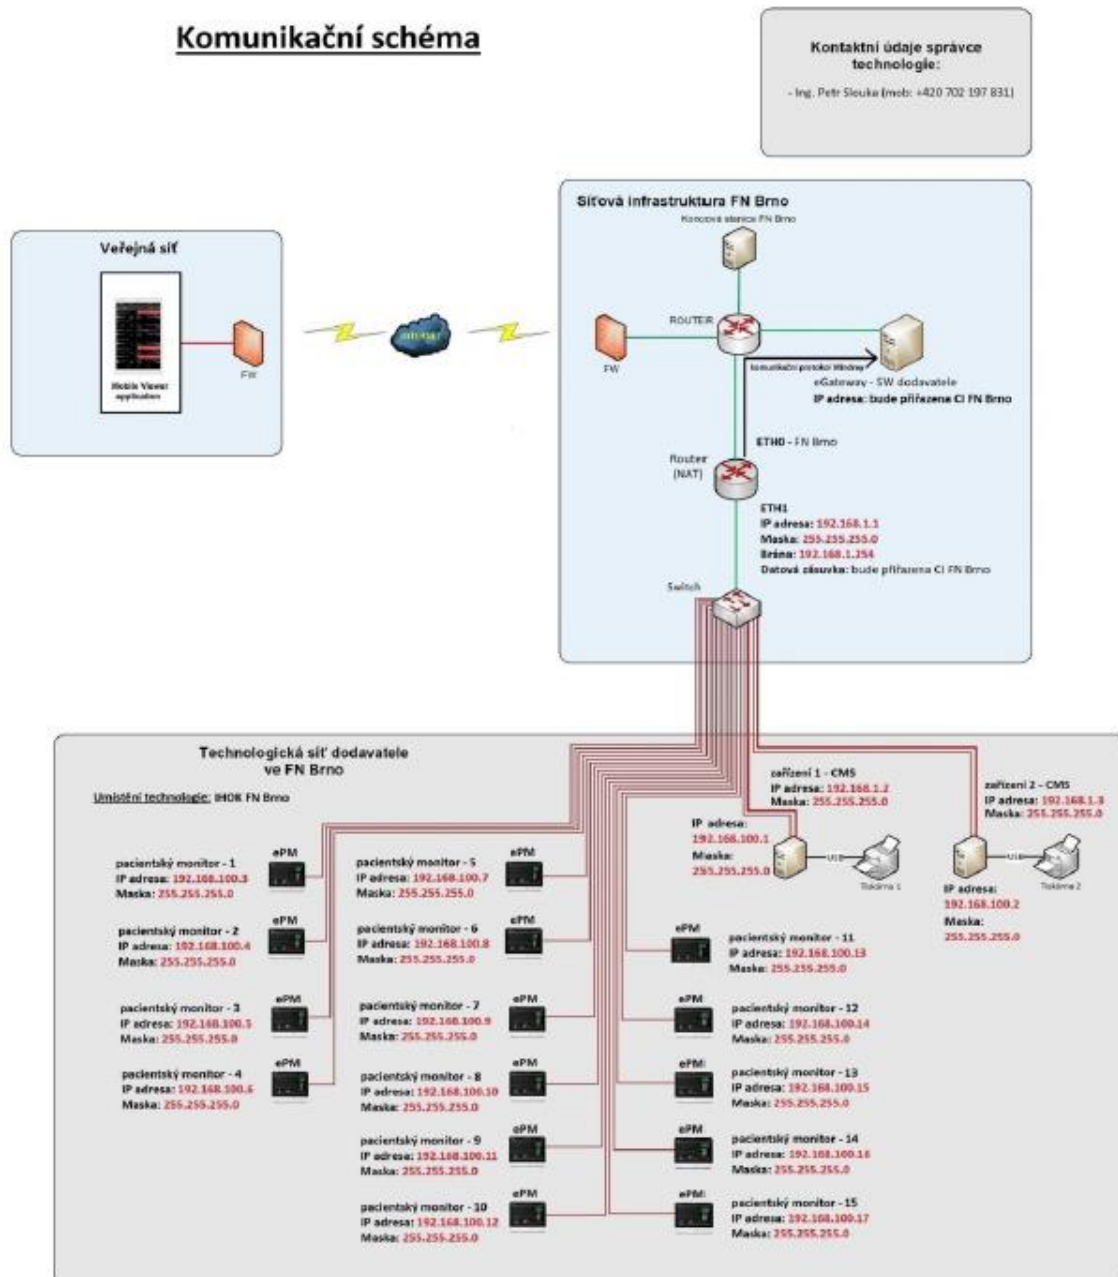 Komunikační schéma
Kontaktní údaje správce
technologie:
- Ing. Petr Slouka (mob: +420 702 197 831)
Síťová infrastruktura FN Brno
Koncová stanice FN Brno
Veřejná síť
Mobile Viewer
application
FW
INTERNET
FW
ROUTER
komunikační protokol Mindray
eGateway - SW dodavatele
IP adresa: bude přiřazena CI FN Brno
ETH0 - FN Brno
Router
(NAT)
ETH1
IP adresa: 192.168.1.1
Maska: 255.255.255.0
Brána: 192.168.1.254
Datová zásuvka: bude přiřazena CI FN Brno
Switch
Technologická síť dodavatele
ve FN Brno
Umístění technologie: IHOK FN Brno
zařízení 1 - CMS
IP adresa: 192.168.1.2
Maska: 255.255.255.0
IP adresa:
192.168.100.1
Maska:
255.255.255.0
USB
Tiskárna 1
zařízení 2 - CMS
IP adresa: 192.168.1.3
Maska: 255.255.255.0
USB
Tiskárna 2
IP adresa:
192.168.100.2
Maska:
255.255.255.0
ePM
pacientský monitor - 1
IP adresa: 192.168.100.3
Maska: 255.255.255.0
ePM
pacientský monitor - 2
IP adresa: 192.168.100.4
Maska: 255.255.255.0
ePM
pacientský monitor - 3
IP adresa: 192.168.100.5
Maska: 255.255.255.0
ePM
pacientský monitor - 4
IP adresa: 192.168.100.6
Maska: 255.255.255.0
ePM
pacientský monitor - 5
IP adresa: 192.168.100.7
Maska: 255.255.255.0
ePM
pacientský monitor - 6
IP adresa: 192.168.100.8
Maska: 255.255.255.0
ePM
pacientský monitor - 7
IP adresa: 192.168.100.9
Maska: 255.255.255.0
ePM
pacientský monitor - 8
IP adresa: 192.168.100.10
Maska: 255.255.255.0
ePM
pacientský monitor - 9
IP adresa: 192.168.100.11
Maska: 255.255.255.0
ePM
pacientský monitor - 10
IP adresa: 192.168.100.12
Maska: 255.255.255.0
ePM
pacientský monitor - 11
IP adresa: 192.168.100.13
Maska: 255.255.255.0
ePM
pacientský monitor - 12
IP adresa: 192.168.100.14
Maska: 255.255.255.0
ePM
pacientský monitor - 13
IP adresa: 192.168.100.15
Maska: 255.255.255.0
ePM
pacientský monitor - 14
IP adresa: 192.168.100.16
Maska: 255.255.255.0
ePM
pacientský monitor - 15
IP adresa: 192.168.100.17
Maska: 255.255.255.0